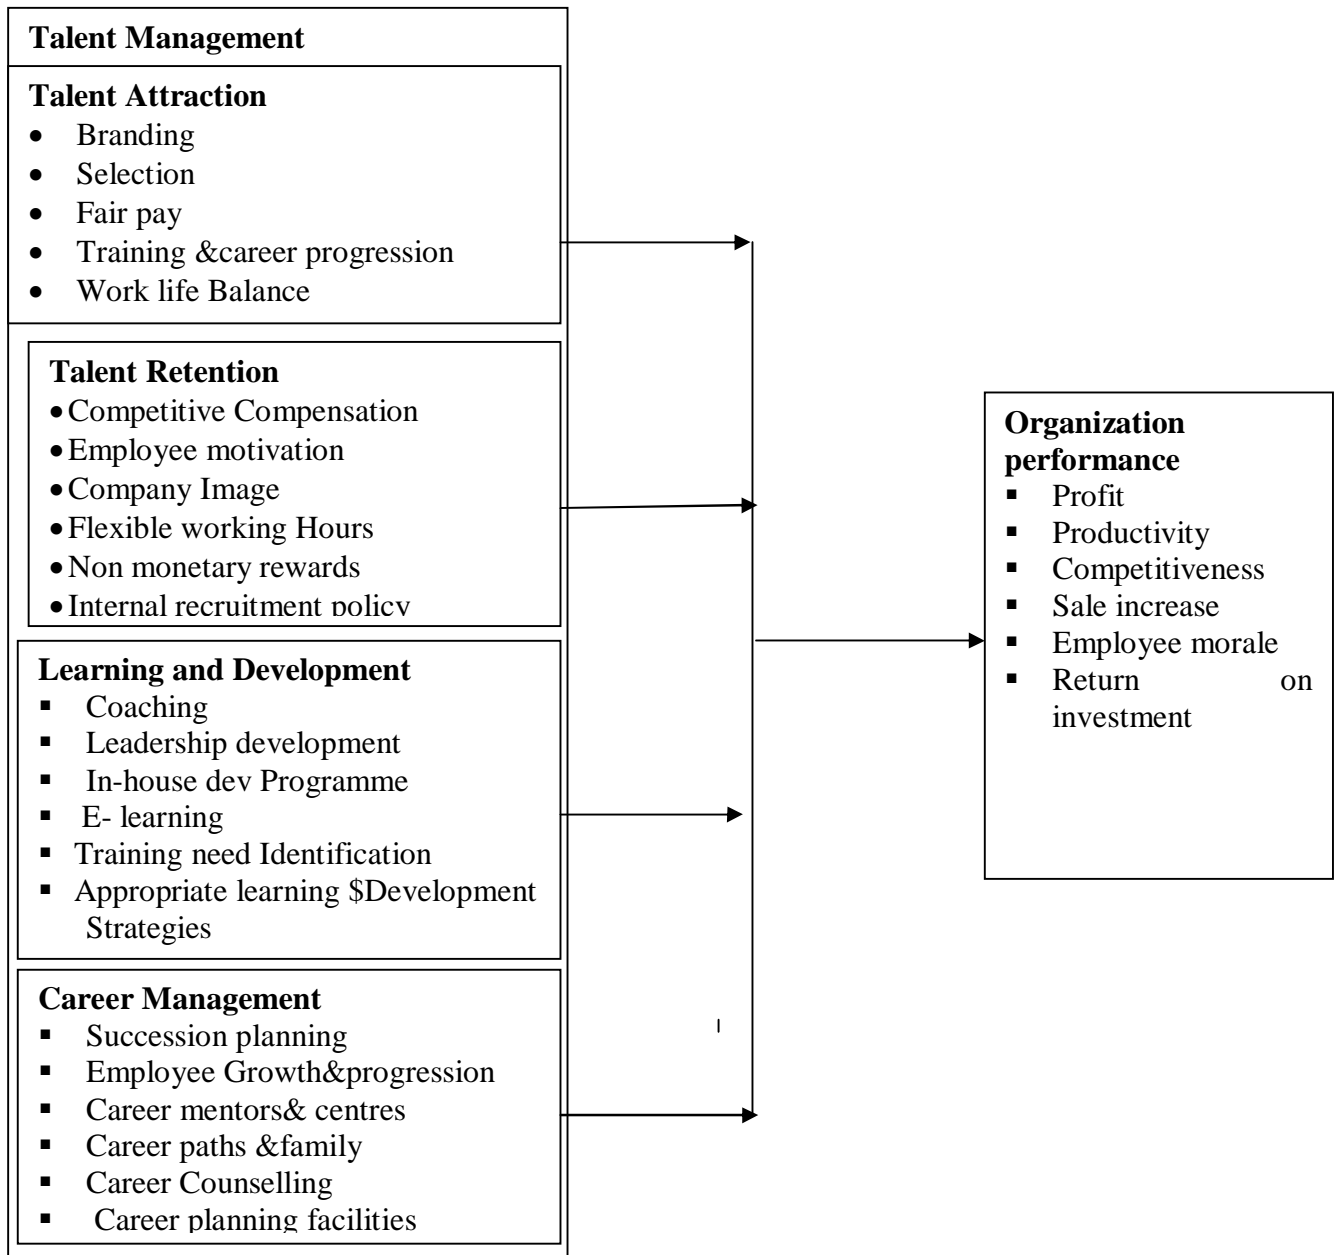 Talent Management
Talent Attraction
• Branding
• Selection
• Fair pay
• Training &career progression
• Work life Balance
Talent Retention
• Competitive Compensation
• Employee motivation
• Company Image
• Flexible working Hours
• Non monetary rewards
• Internal recruitment policy
Learning and Development
▪ Coaching
▪ Leadership development
▪ In-house dev Programme
▪ E- learning
▪ Training need Identification
▪ Appropriate learning $Development
Strategies
Career Management
▪ Succession planning
▪ Employee Growth&progression
▪ Career mentors& centres
▪ Career paths &family
▪ Career Counselling
▪ Career planning facilities
Organization
performance
▪ Profit
▪ Productivity
▪ Competitiveness
▪ Sale increase
▪ Employee morale
▪ Return on
investment